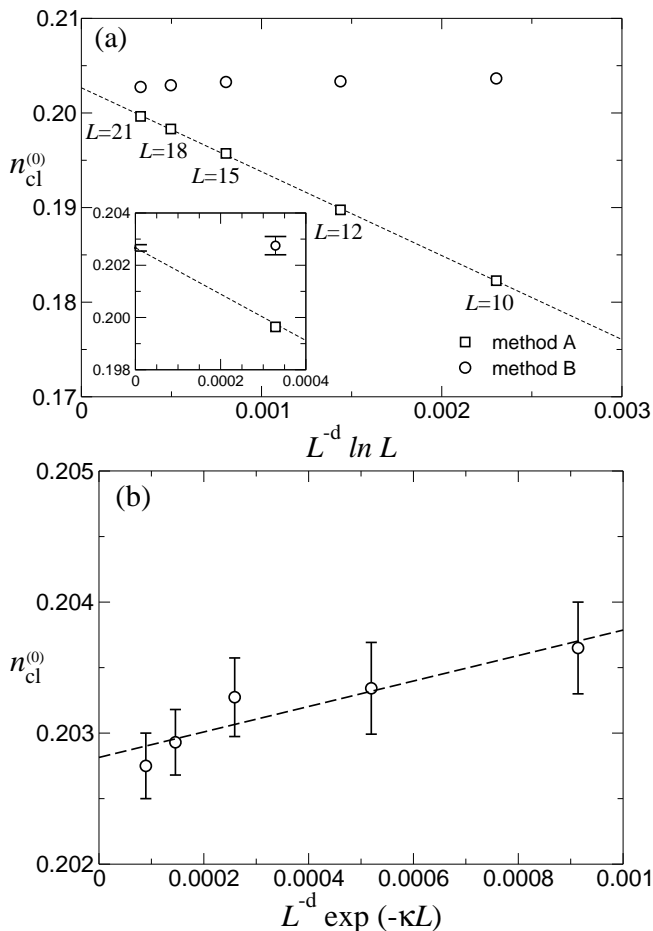 0.21
(a)
0.20
L=21
L=18
L=15
n_cl^(0)
0.19
L=12
0.204
0.202
0.200
0.198
0
0.0002
0.0004
0.18
L=10
method A
method B
0.17
0
0.001
0.002
0.003
L^-d ln L
0.205
(b)
0.204
n_cl^(0)
0.203
0.202
0
0.0002
0.0004
0.0006
0.0008
0.001
L^-d exp (-κL)